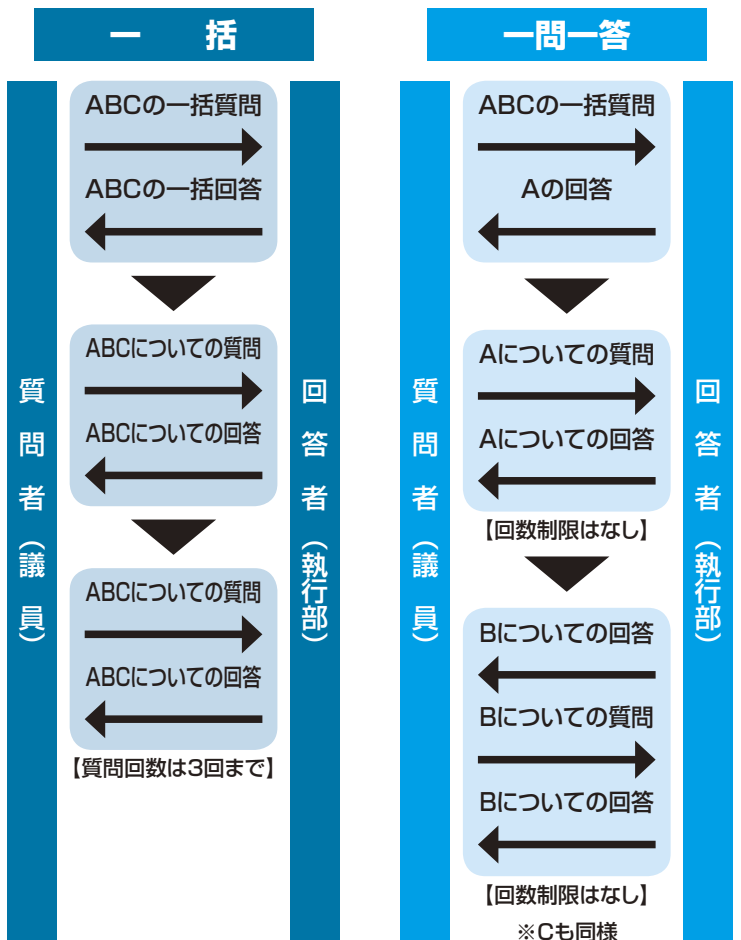 一括
質問者（議員）
ABCの一括質問
ABCの一括回答
ABCについての質問
ABCについての回答
ABCについての質問
ABCについての回答
【質問回数は3回まで】
回答者（執行部）
一問一答
質問者（議員）
ABCの一括質問
Aの回答
Aについての質問
Aについての回答
【回数制限はなし】
Bについての回答
Bについての質問
Bについての回答
【回数制限はなし】
※Cも同様
回答者（執行部）